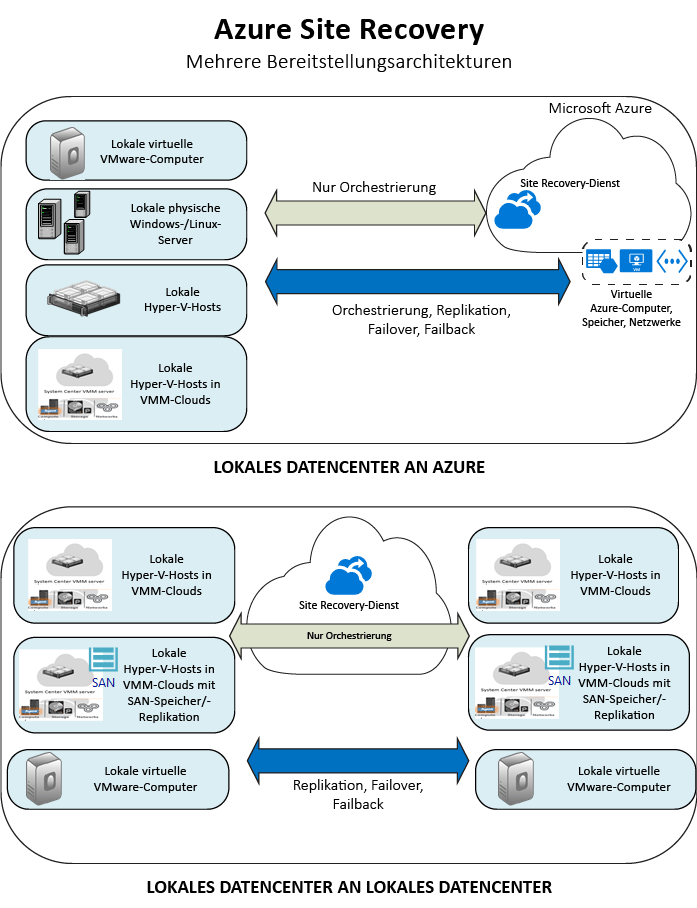 Azure Site Recovery
Mehrere Bereitstellungsarchitekturen
Microsoft Azure
Lokale virtuelle
VMware-Computer
Lokale physische
Windows-/Linux-
Server
Lokale
Hyper-V-Hosts
Lokale
Hyper-V-Hosts in
VMM-Clouds
System Center VMM server
Compute
Storage
Networks
Nur Orchestrierung
Site Recovery-Dienst
VM
Orchestrierung, Replikation,
Failover, Failback
Virtuelle
Azure-Computer,
Speicher, Netzwerke
LOKALES DATENCENTER AN AZURE
Lokale
Hyper-V-Hosts in
VMM-Clouds
System Center VMM server
Compute
Storage
Networks
Site Recovery-Dienst
Nur Orchestrierung
Lokale
Hyper-V-Hosts in
VMM-Clouds
System Center VMM server
Compute
Storage
Networks
Lokale
Hyper-V-Hosts in
VMM-Clouds mit
SAN-Speicher/-
Replikation
SAN
System Center VMM server
Compute
Storage
Networks
Lokale
Hyper-V-Hosts in
VMM-Clouds mit
SAN-Speicher/-
Replikation
SAN
System Center VMM server
Compute
Storage
Networks
Lokale virtuelle
VMware-Computer
Replikation, Failover,
Failback
Lokale virtuelle
VMware-Computer
LOKALES DATENCENTER AN LOKALES DATENCENTER